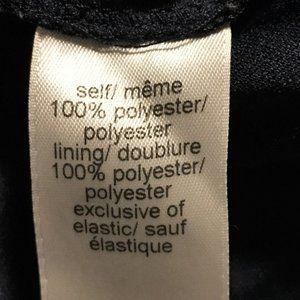 self/ même
100% polyester/
polyester
lining/ doublure
100% polyester/
polyester
exclusive of
elastic/ sauf
élastique